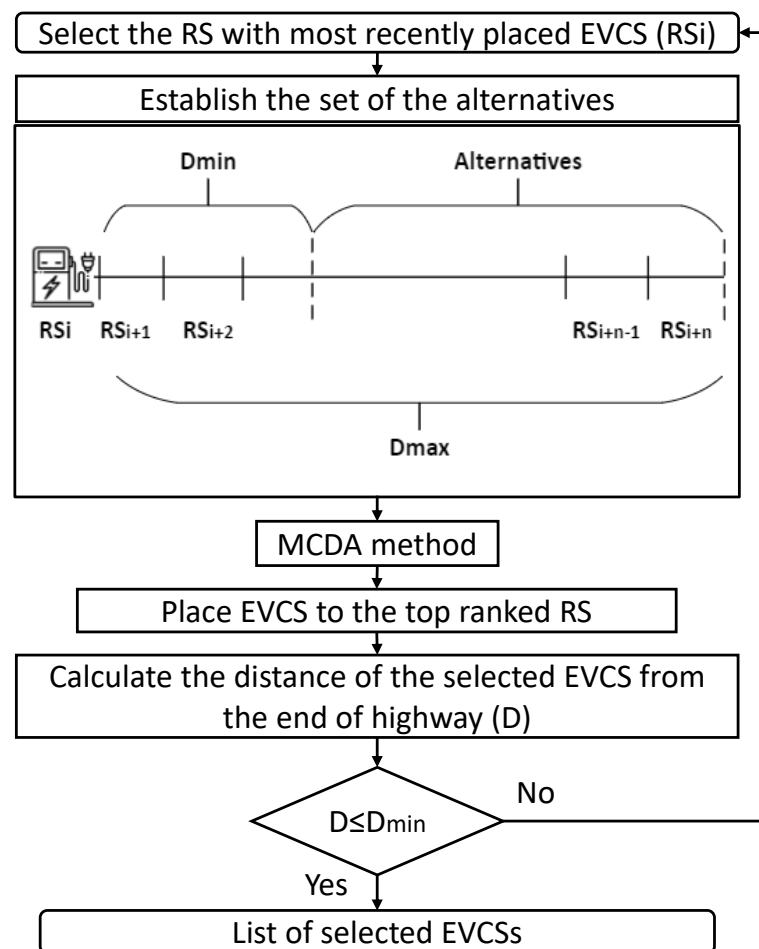 Select the RS with most recently placed EVCS (RSi)
Establish the set of the alternatives
Dmin Alternatives
RSi RSi+1 RSi+2 RSi+n-1 RSi+n
Dmax
MCDA method
Place EVCS to the top ranked RS
Calculate the distance of the selected EVCS from
the end of highway (D)
D≤Dmin
No
Yes
List of selected EVCSs